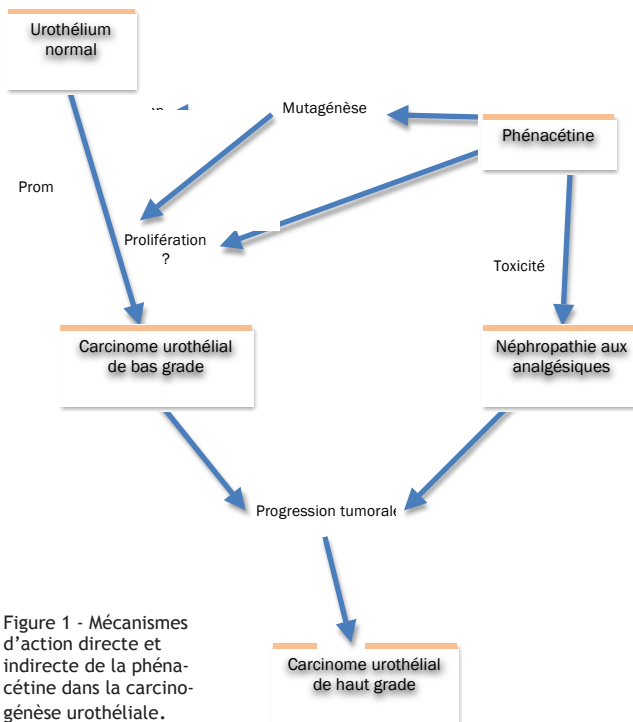 Urothélium
normal
Mutagénèse
Phénacétine
Prom
Prolifération
?
Toxicité
Carcinome urothélial
de bas grade
Néphropathie aux
analgésiques
Progression tumorale
Figure 1 - Mécanismes
d’action directe et
indirecte de la phéna-
cétine dans la carcino-
génèse urothéliale.
Carcinome urothélial
de haut grade